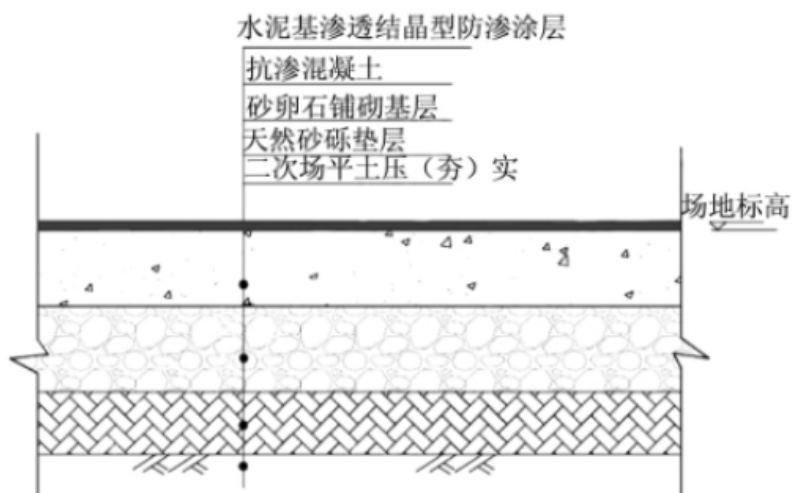 水泥基渗透结晶型防渗涂层
抗渗混凝土
砂卵石铺砌基层
天然砂砾垫层
二次场平土压（夯）实
场地标高